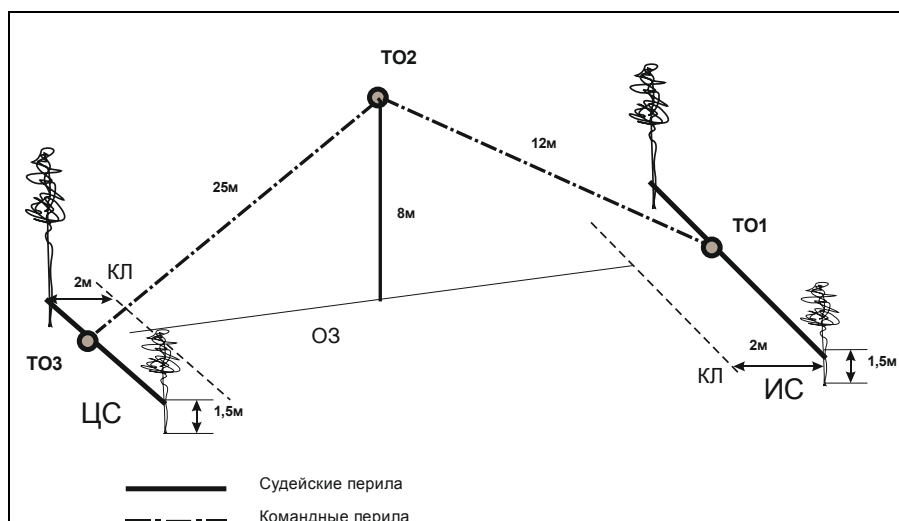 ТО2
12м
25м
8м
ТО1
КЛ
2м
ОЗ
ТО3
2м
КЛ
ИС
1,5м
ЦС
1,5м
Судейские перила
Командные перила